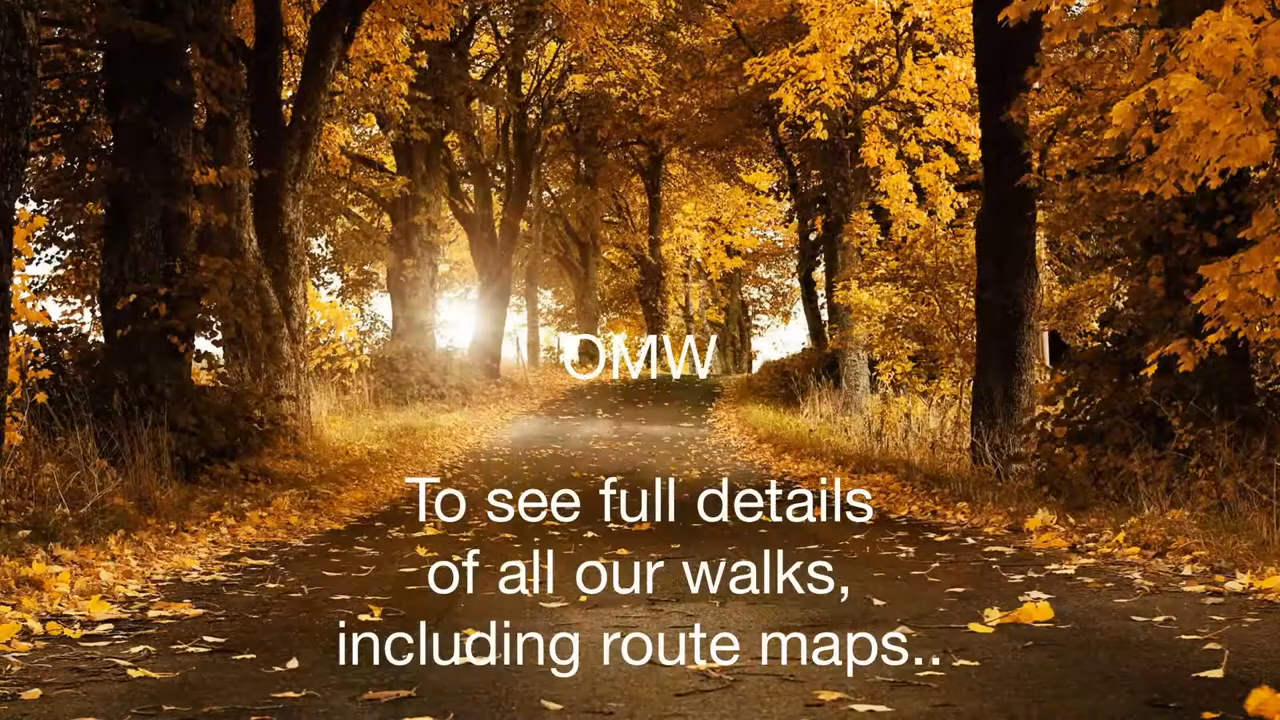 OMW
To see full details
of all our walks,
including route maps..